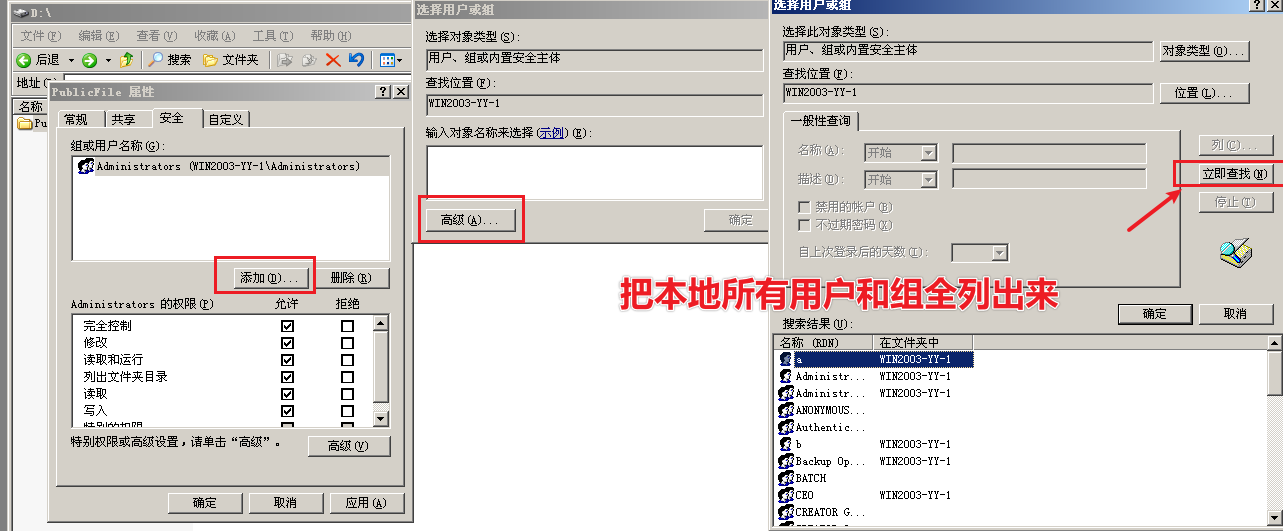 D:\
文件(F) 编辑(E) 查看(V) 收藏(A) 工具(T) 帮助(H)
后退 搜索 文件夹
地址(D)
名称
Pu
PublicFile 属性
常规 共享 安全 自定义
组或用户名称(G):
Administrators (WIN2003-YY-1\Administrators)
添加(D)... 删除(R)
Administrators 的权限(P) 允许 拒绝
完全控制
修改
读取和运行
列出文件夹目录
读取
写入
特别的权限
特别权限或高级设置，请单击“高级”。
高级(V)
确定 取消 应用(A)
选择用户或组
选择对象类型(S):
用户、组或内置安全主体
查找位置(F):
WIN2003-YY-1
输入对象名称来选择(示例)(E):
高级(A)...
确定
选择用户或组
选择此对象类型(S):
用户、组或内置安全主体
对象类型(O)...
查找位置(F):
WIN2003-YY-1
位置(L)...
一般性查询
名称(A): 开始
描述(D): 开始
禁用的帐户(B)
不过期密码(X)
自上次登录后的天数(I):
列(C)...
立即查找(N)
停止(T)
把本地所有用户和组全列出来
确定 取消
搜索结果(U):
名称 (RDN) 在文件夹中
a WIN2003-YY-1
Administr... WIN2003-YY-1
Administr... WIN2003-YY-1
ANONYMOUS...
Authentic...
b WIN2003-YY-1
Backup Op... WIN2003-YY-1
BATCH
CEO WIN2003-YY-1
CREATOR G...